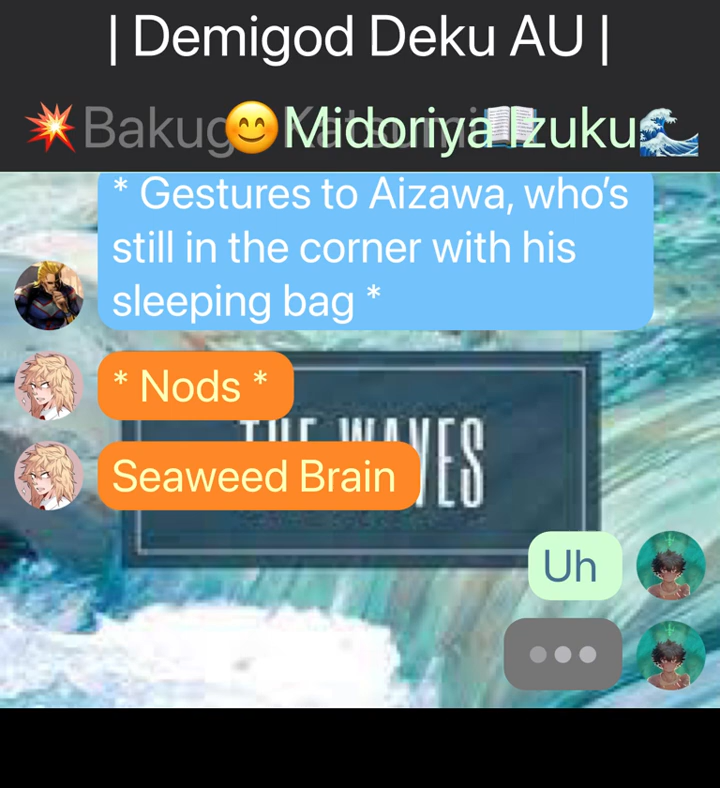 | Demigod Deku AU |
💥Bakug
😊Midoriya Izuku🌊
* Gestures to Aizawa, who's
still in the corner with his
sleeping bag *
* Nods *
THE WAVES
Seaweed Brain
Uh